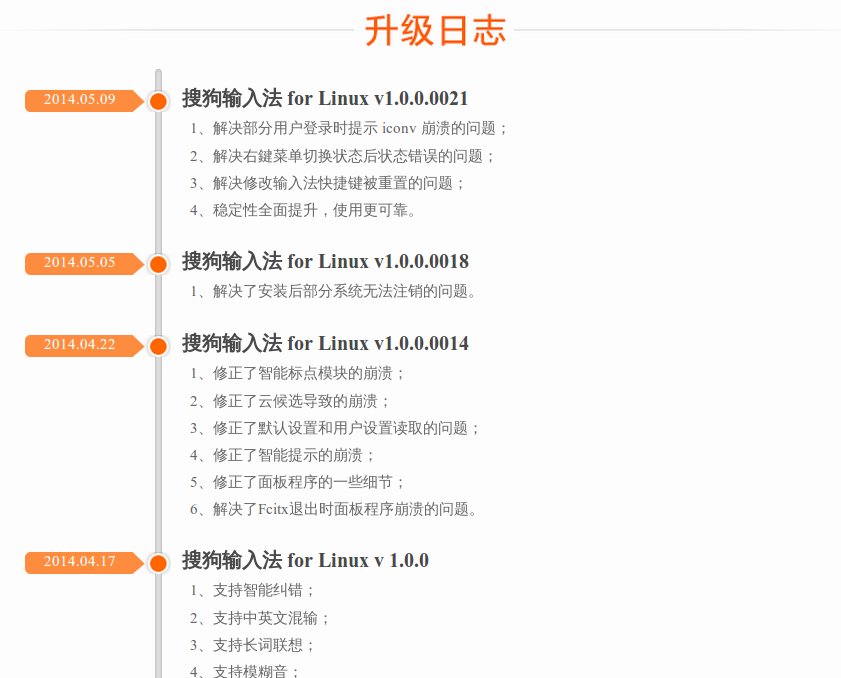 升级日志
2014.05.09
搜狗输入法 for Linux v1.0.0.0021
1、解决部分用户登录时提示 iconv 崩溃的问题；
2、解决右鍵菜单切换状态后状态错误的问题；
3、解决修改输入法快捷键被重置的问题；
4、稳定性全面提升，使用更可靠。
2014.05.05
搜狗输入法 for Linux v1.0.0.0018
1、解决了安装后部分系统无法注销的问题。
2014.04.22
搜狗输入法 for Linux v1.0.0.0014
1、修正了智能标点模块的崩溃；
2、修正了云候选导致的崩溃；
3、修正了默认设置和用户设置读取的问题；
4、修正了智能提示的崩溃；
5、修正了面板程序的一些细节；
6、解决了Fcitx退出时面板程序崩溃的问题。
2014.04.17
搜狗输入法 for Linux v 1.0.0
1、支持智能纠错；
2、支持中英文混输；
3、支持长词联想；
4、支持模糊音；